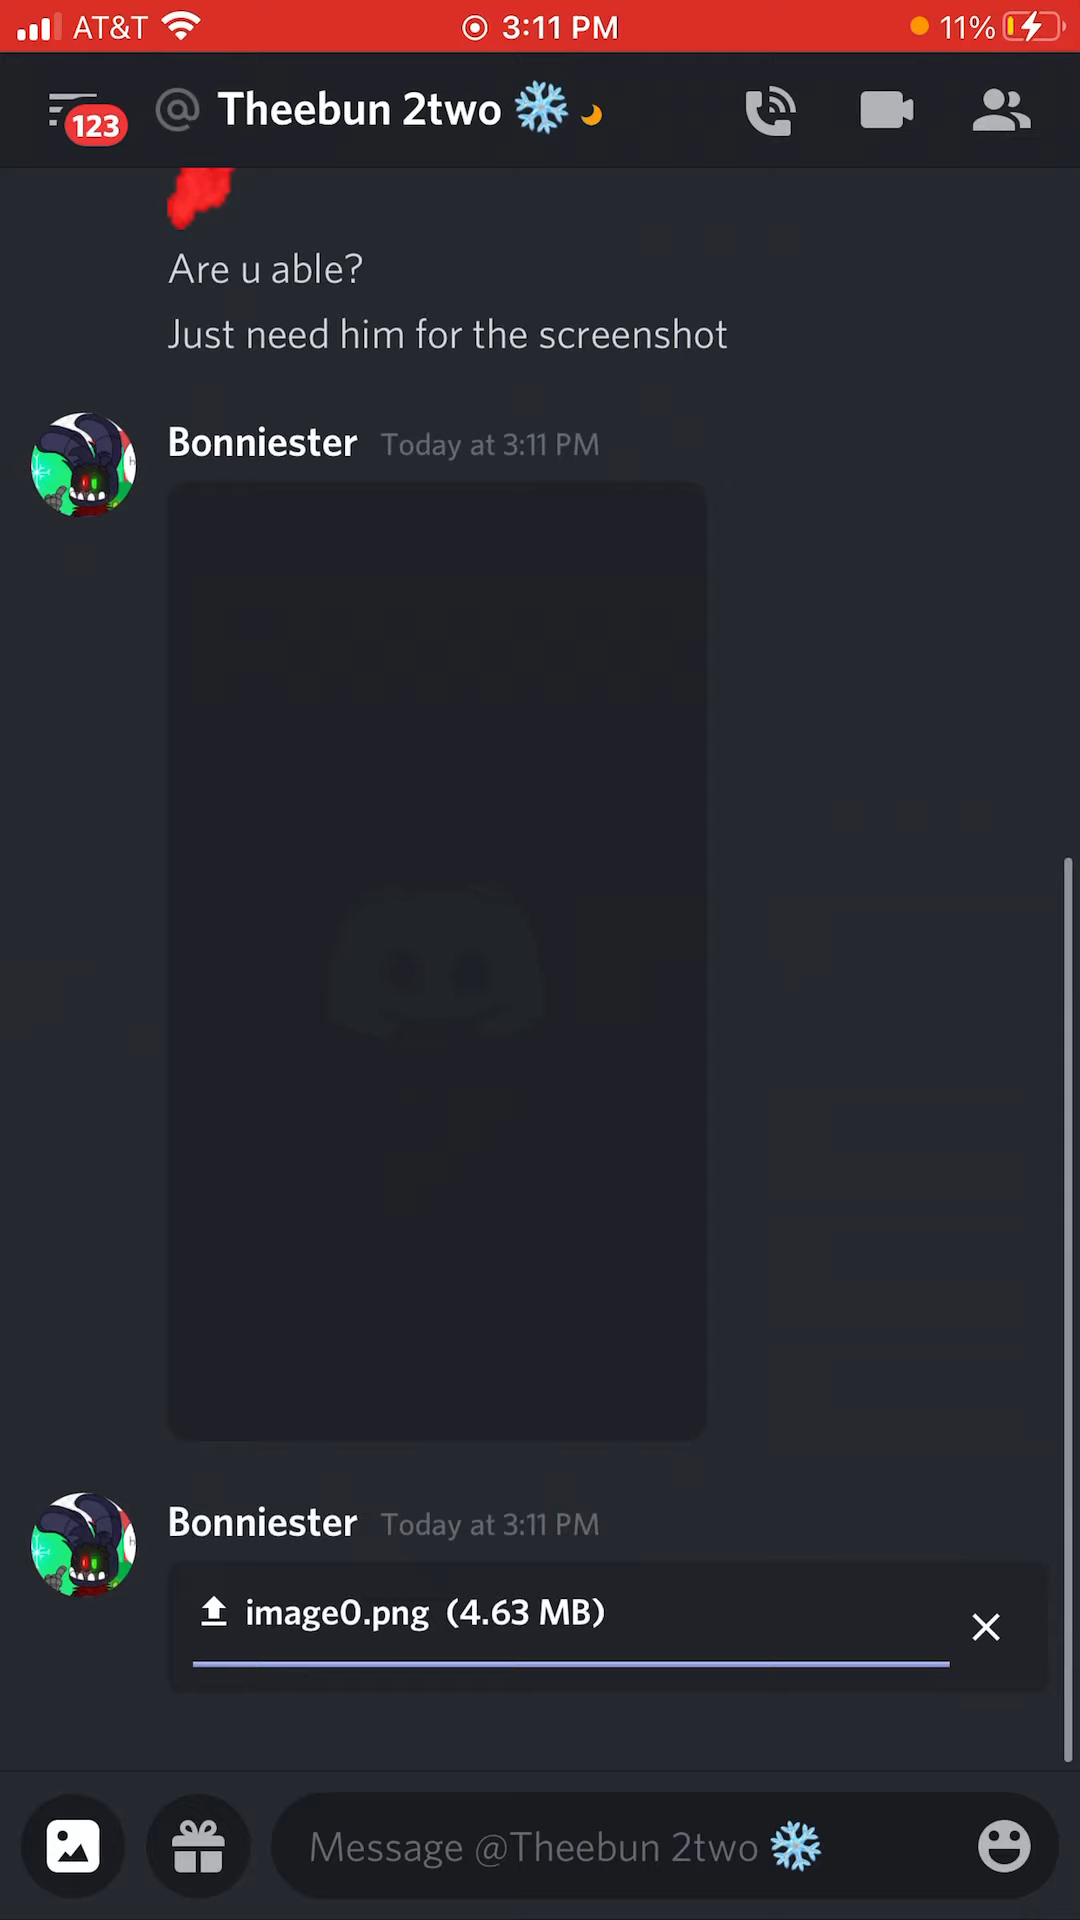 AT&T 3:11 PM 11%
123 @ Theebun 2two ❄️
Are u able?
Just need him for the screenshot
Bonniester Today at 3:11 PM
Bonniester Today at 3:11 PM
image0.png (4.63 MB)
Message @Theebun 2two ❄️